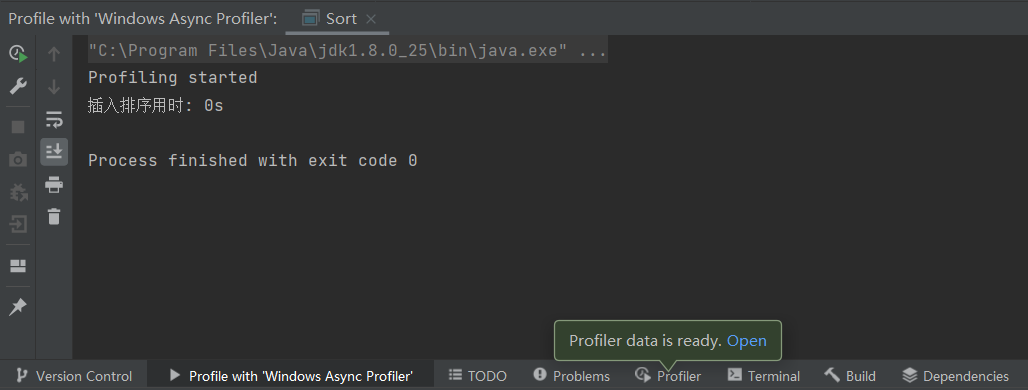 Profile with 'Windows Async Profiler':
Sort
"C:\Program Files\Java\jdk1.8.0_25\bin\java.exe" ...
Profiling started
插入排序用时: 0s
Process finished with exit code 0
Profiler data is ready. Open
Version Control
Profile with 'Windows Async Profiler'
TODO
Problems
Profiler
Terminal
Build
Dependencies